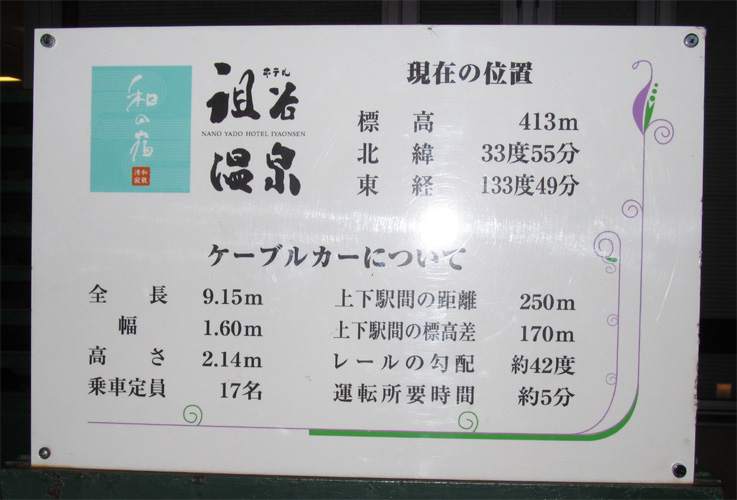 和の宿
ホテル
祖谷
NANO YADO HOTEL IYAONSEN
温泉
現在の位置
標高 413m
北緯 33度55分
東経 133度49分
ケーブルカーについて
全長 9.15m
幅 1.60m
高さ 2.14m
乗車定員 17名
上下駅間の距離 250m
上下駅間の標高差 170m
レールの勾配 約42度
運転所要時間 約5分